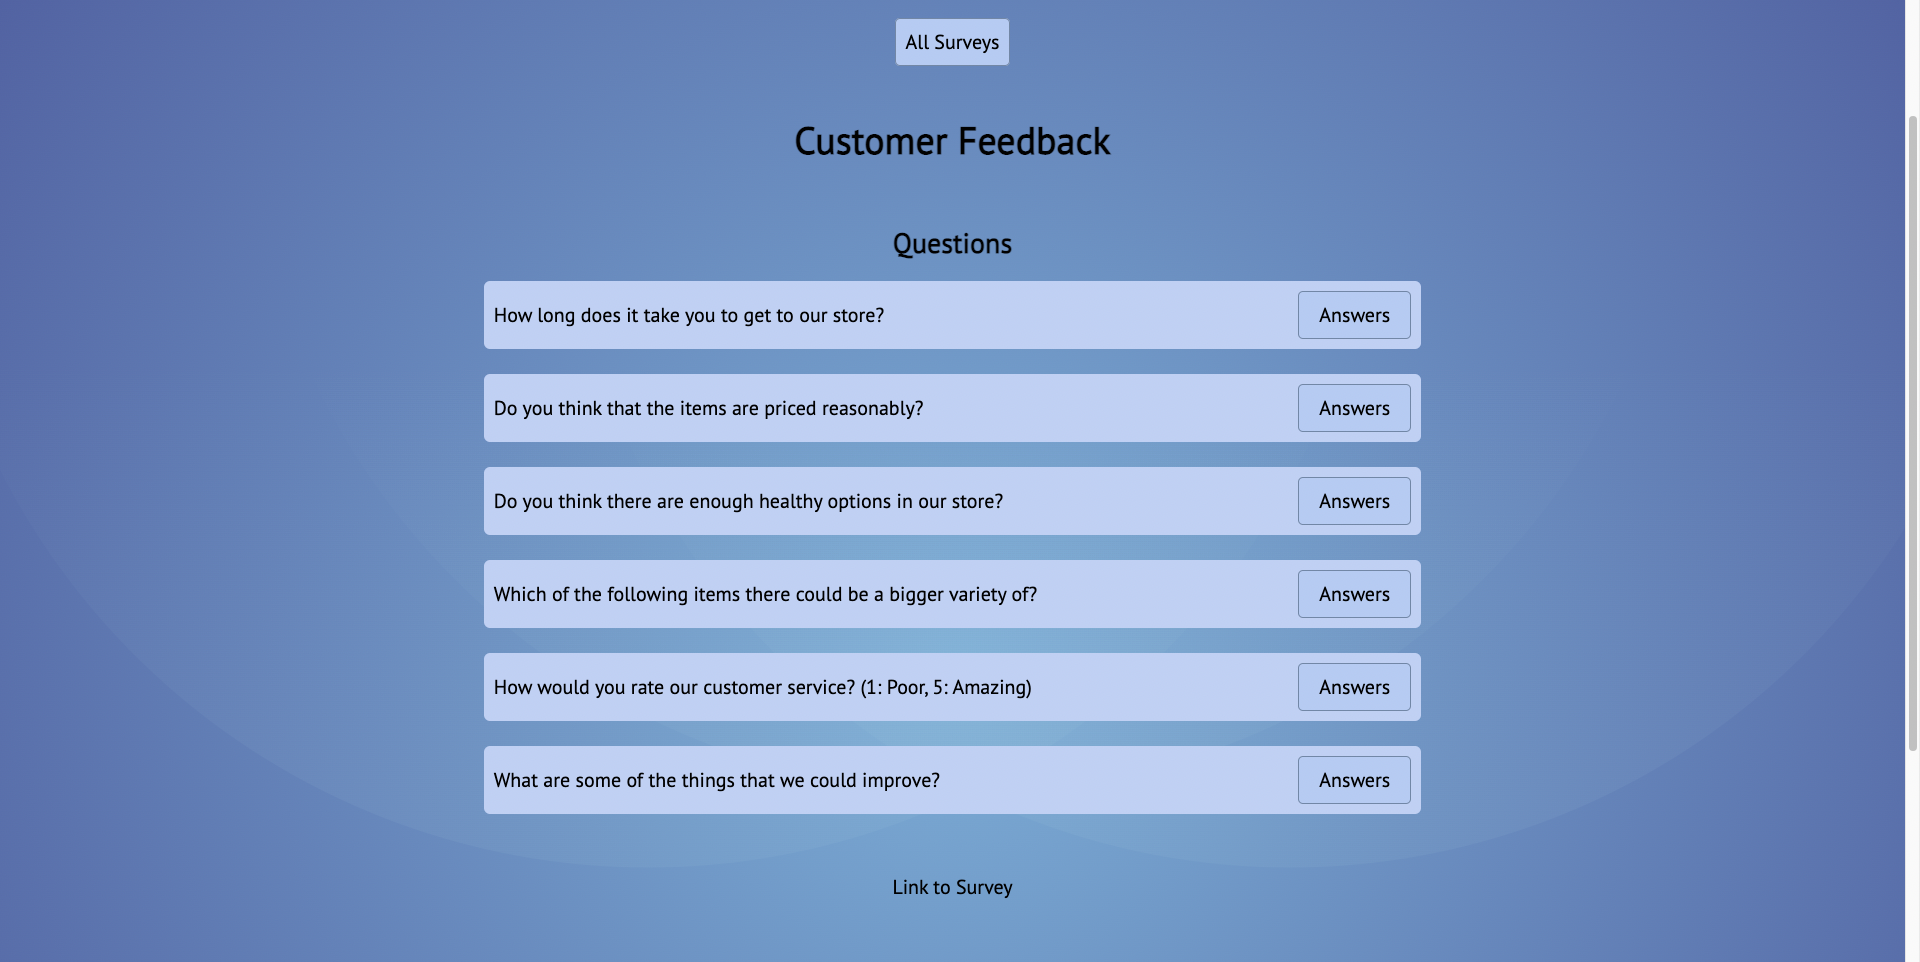 All Surveys
Customer Feedback
Questions
How long does it take you to get to our store?
Answers
Do you think that the items are priced reasonably?
Answers
Do you think there are enough healthy options in our store?
Answers
Which of the following items there could be a bigger variety of?
Answers
How would you rate our customer service? (1: Poor, 5: Amazing)
Answers
What are some of the things that we could improve?
Answers
Link to Survey